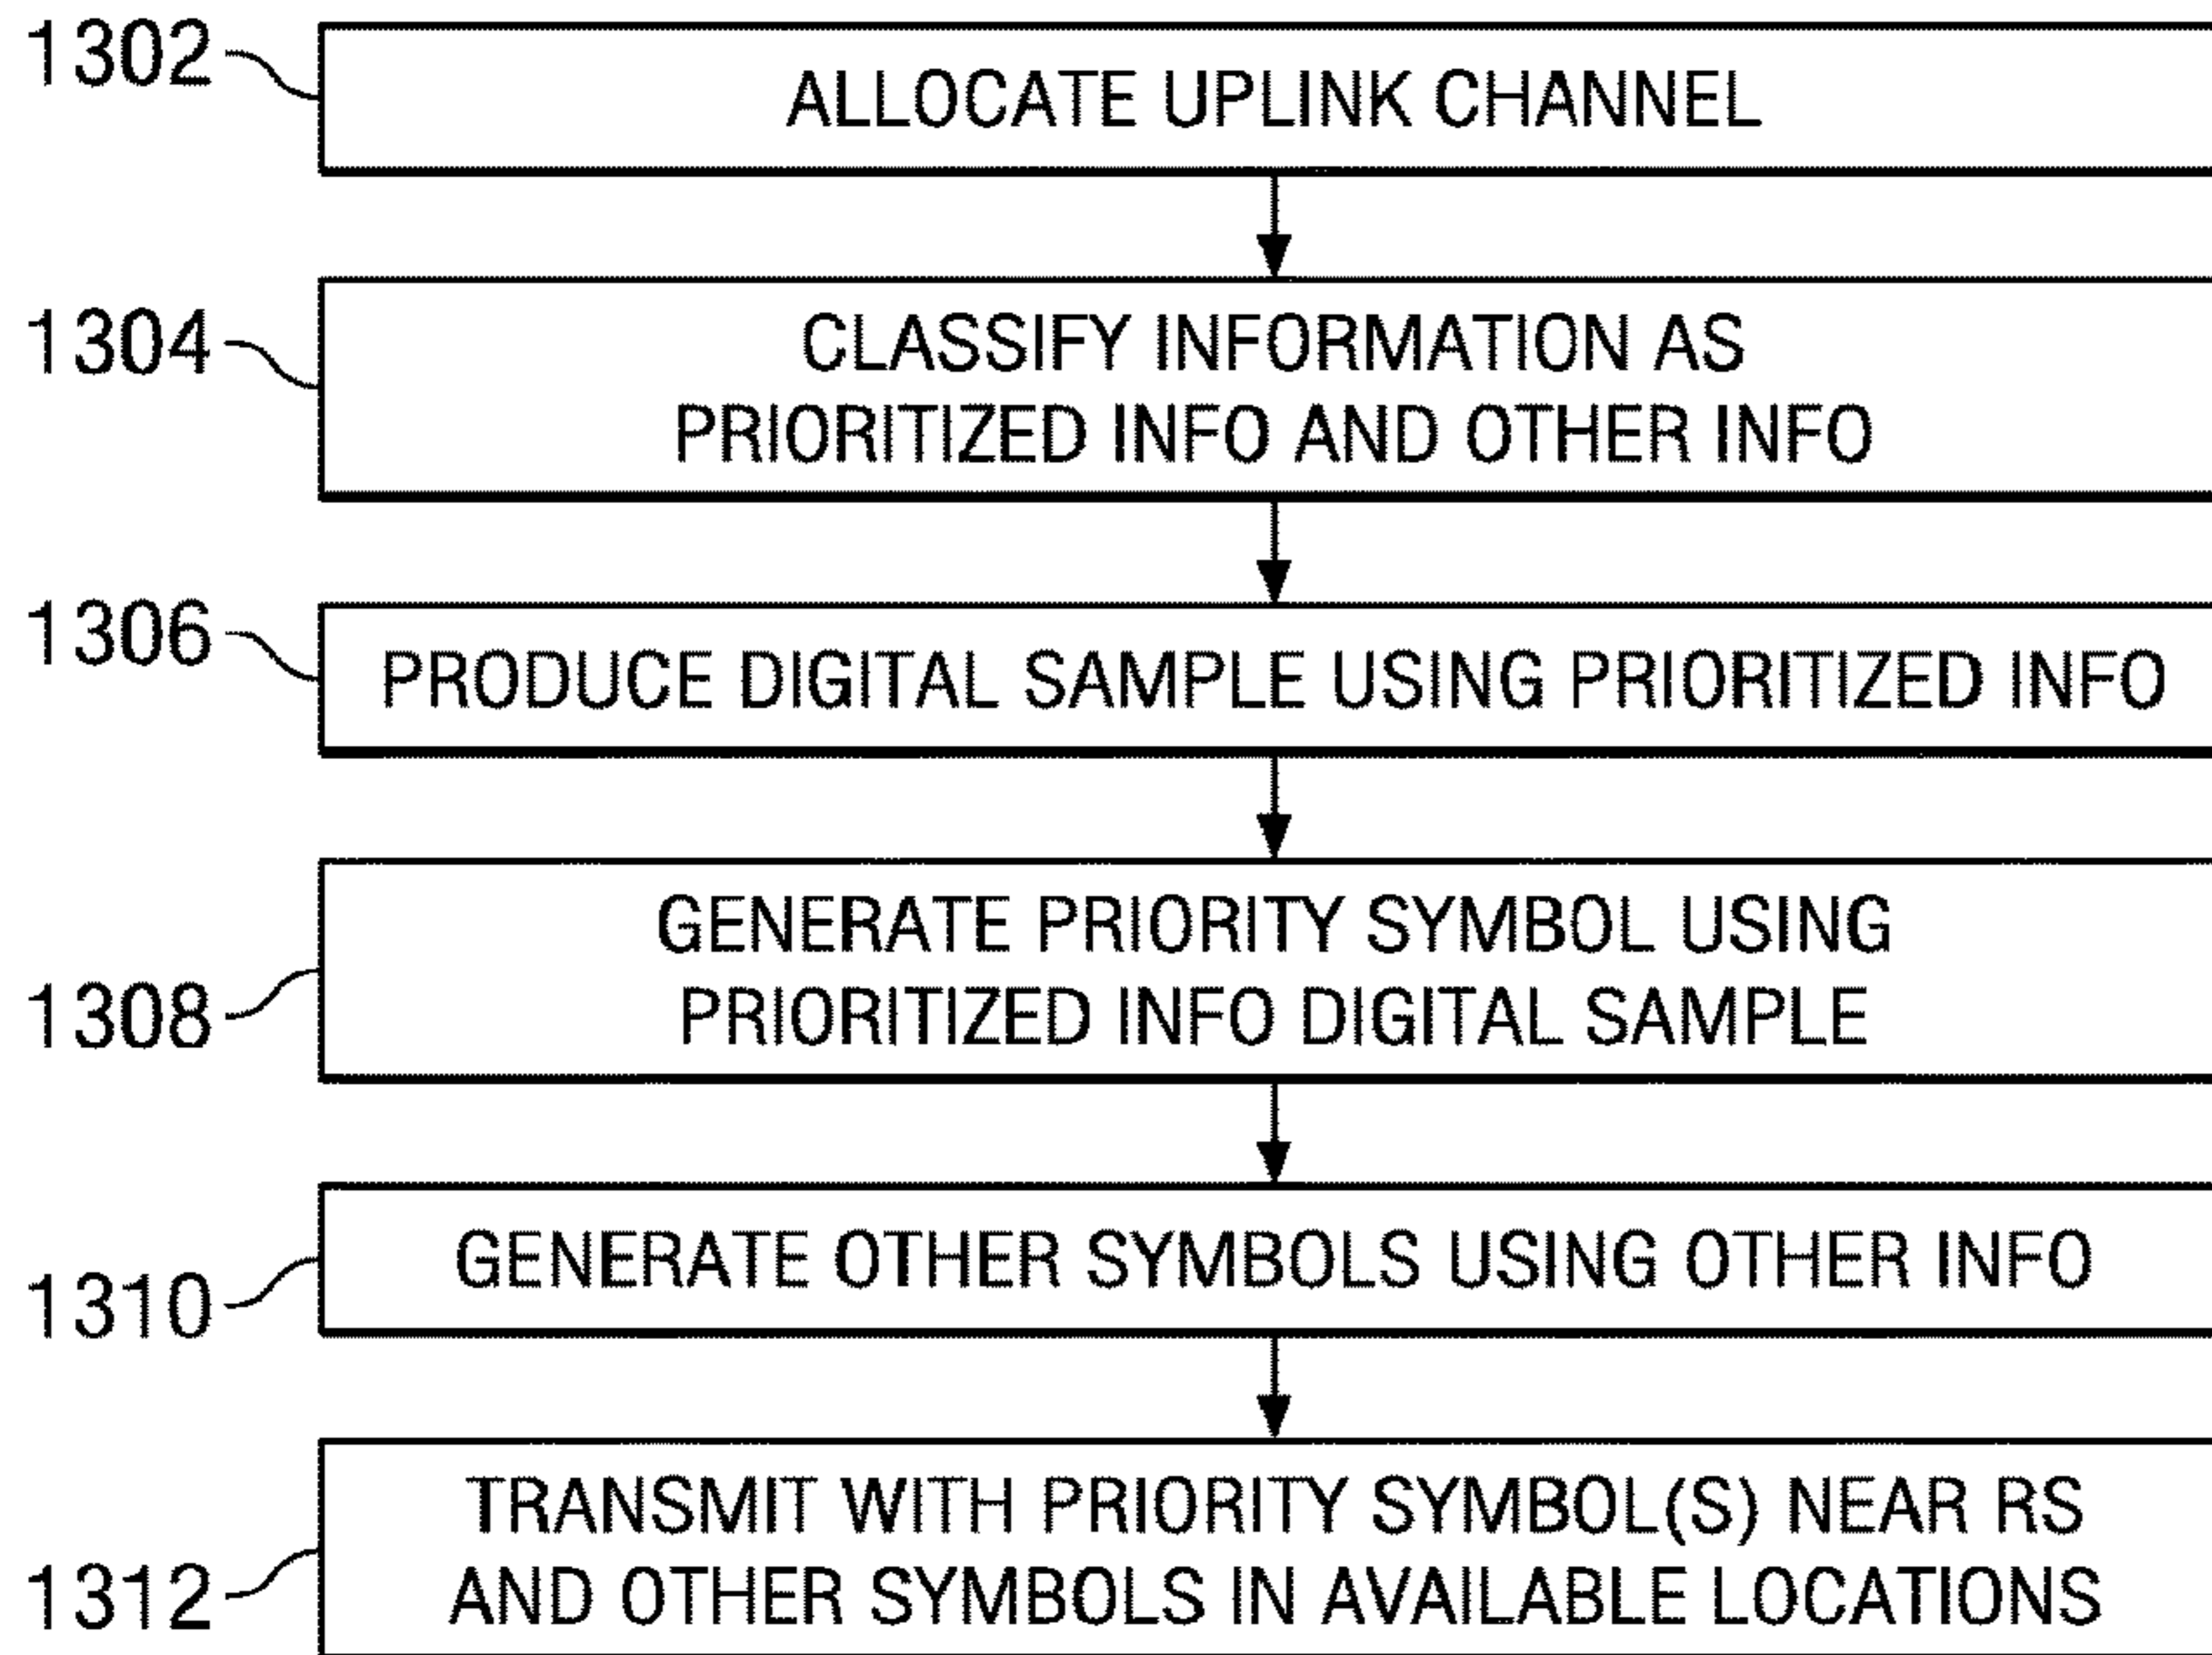 1302
ALLOCATE UPLINK CHANNEL
1304
CLASSIFY INFORMATION AS
PRIORITIZED INFO AND OTHER INFO
1306
PRODUCE DIGITAL SAMPLE USING PRIORITIZED INFO
1308
GENERATE PRIORITY SYMBOL USING
PRIORITIZED INFO DIGITAL SAMPLE
1310
GENERATE OTHER SYMBOLS USING OTHER INFO
1312
TRANSMIT WITH PRIORITY SYMBOL(S) NEAR RS
AND OTHER SYMBOLS IN AVAILABLE LOCATIONS